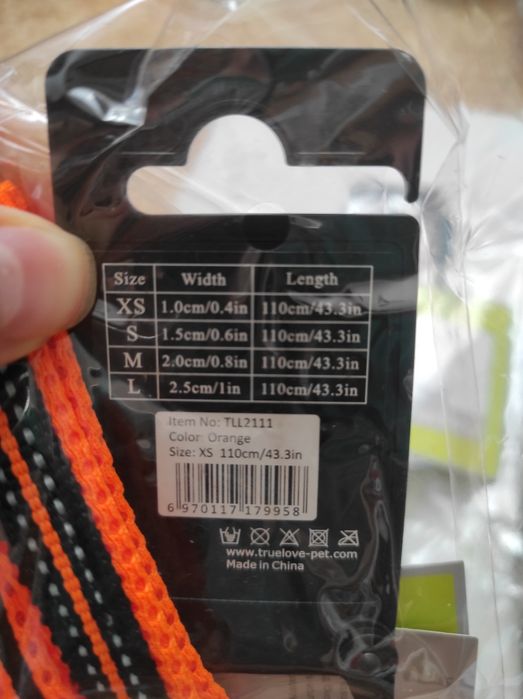 Size Width Length
XS 1.0cm/0.4in 110cm/43.3in
S 1.5cm/0.6in 110cm/43.3in
M 2.0cm/0.8in 110cm/43.3in
L 2.5cm/1in 110cm/43.3in
Item No: TLL2111
Color: Orange
Size: XS 110cm/43.3in
6 970117 179958
www.truelove-pet.com
Made in China